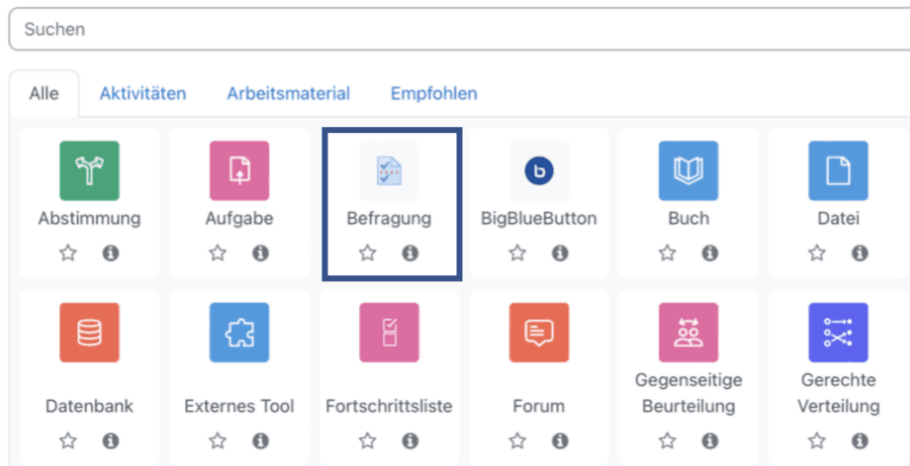 Suchen
Alle Aktivitäten Arbeitsmaterial Empfohlen
Abstimmung Aufgabe Befragung BigBlueButton Buch Datei
Datenbank Externes Tool Fortschrittsliste Forum Gegenseitige Beurteilung Gerechte Verteilung